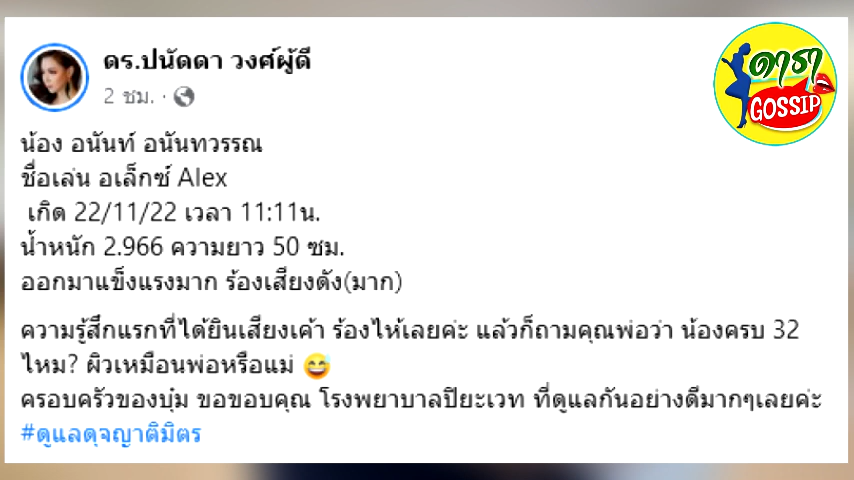 ดร.ปนัดดา วงศ์ผู้ดี
2 ชม.
ดารา
GOSSIP
น้อง อนันท์ อนันทวรรณ
ชื่อเล่น อเล็กซ์ Alex
เกิด 22/11/22 เวลา 11:11น.
น้ำหนัก 2.966 ความยาว 50 ซม.
ออกมาแข็งแรงมาก ร้องเสียงดัง(มาก)
ความรู้สึกแรกที่ได้ยินเสียงเค้า ร้องไห้เลยค่ะ แล้วก็ถามคุณพ่อว่า น้องครบ 32
ไหม? ผิวเหมือนพ่อหรือแม่ 😅
ครอบครัวของบุ๋ม ขอขอบคุณ โรงพยาบาลปิยะเวท ที่ดูแลกันอย่างดีมากๆเลยค่ะ
#ดูแลดุจญาติมิตร